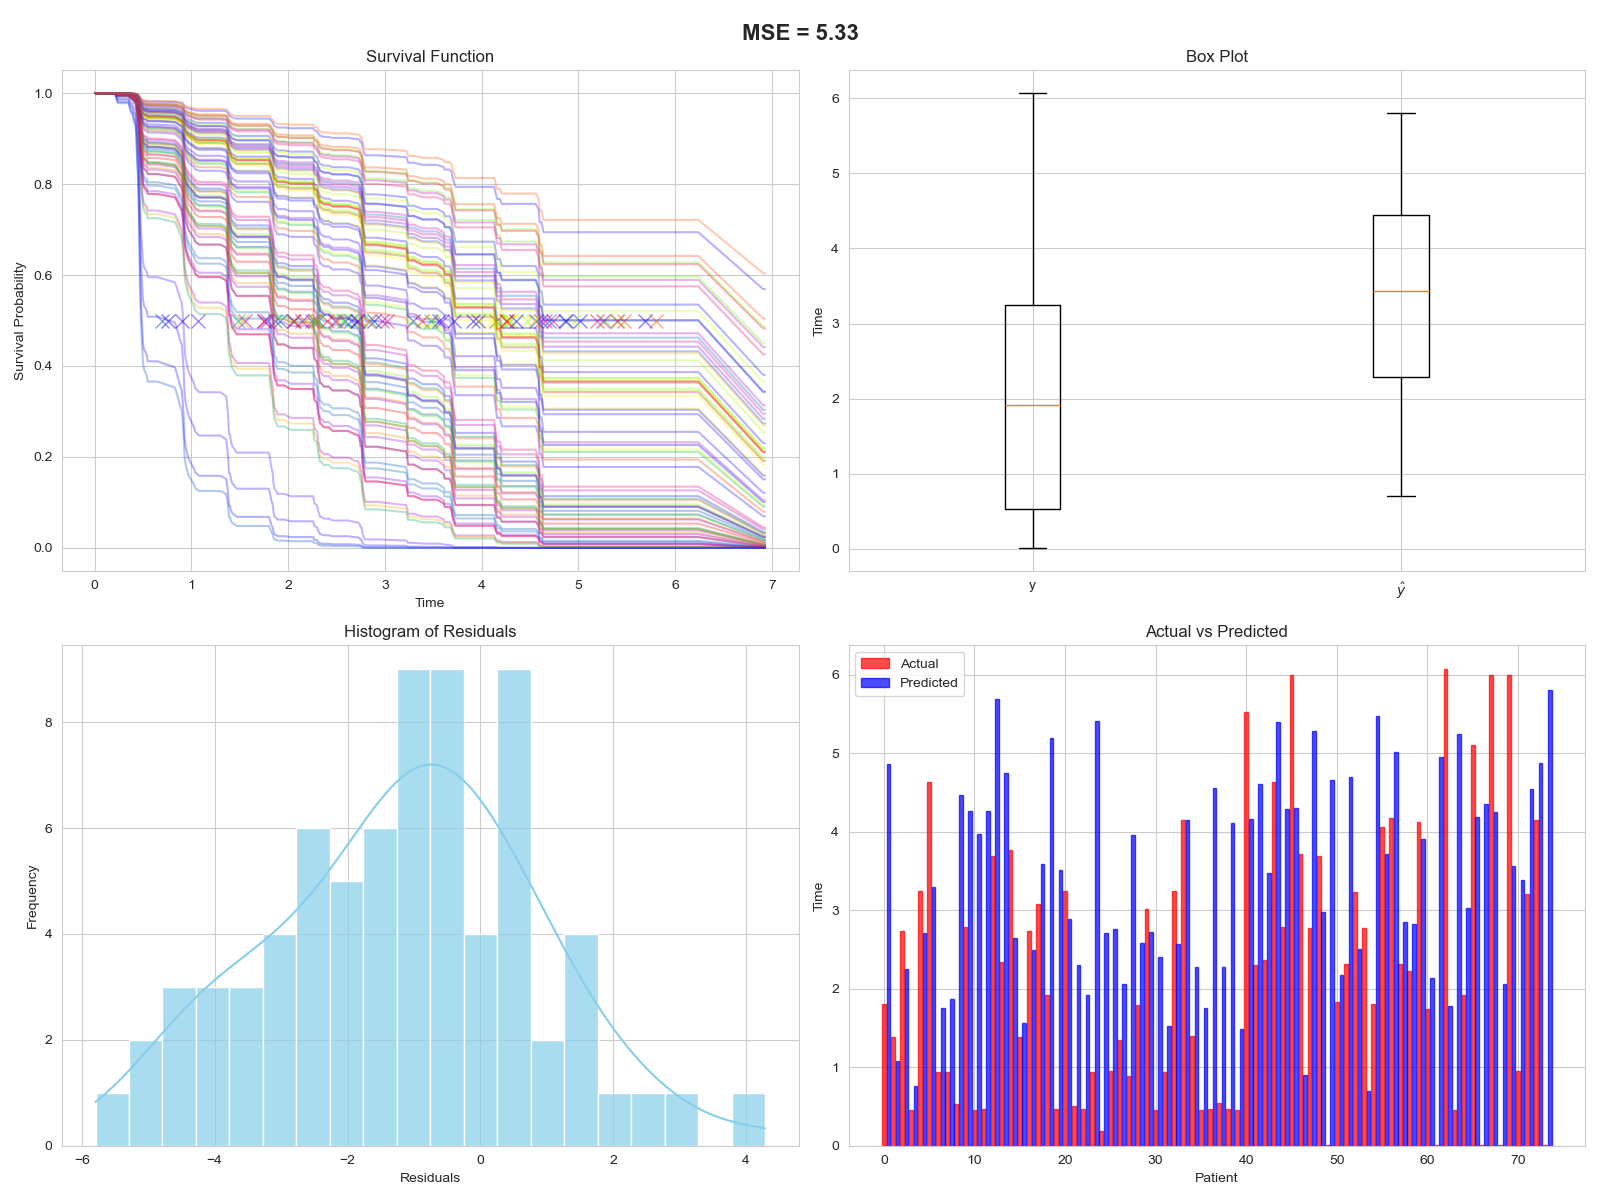 MSE = 5.33
Survival Function
Survival Probability
1.0
0.8
0.6
0.4
0.2
0.0
0 1 2 3 4 5 6 7
Time
Box Plot
Time
6
5
4
3
2
1
0
y ŷ
Histogram of Residuals
Frequency
8
6
4
2
0
−6 −4 −2 0 2 4
Residuals
Actual vs Predicted
Actual
Predicted
Time
6
5
4
3
2
1
0
0 10 20 30 40 50 60 70
Patient